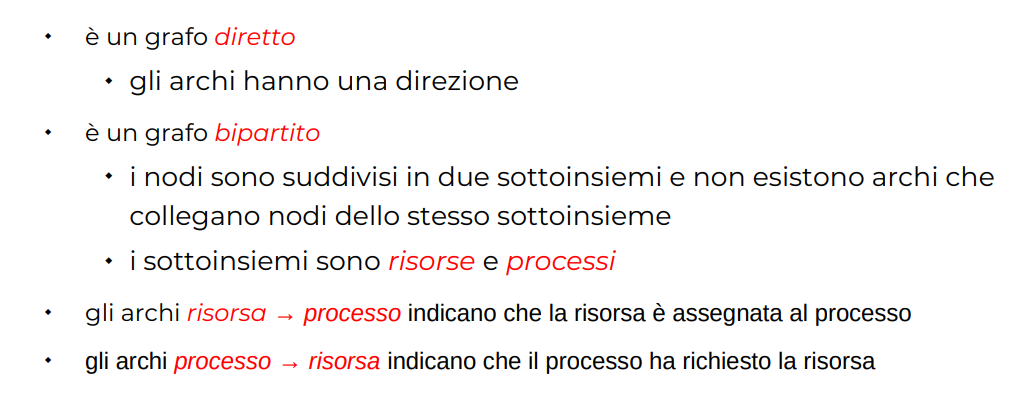 è un grafo diretto
gli archi hanno una direzione
è un grafo bipartito
i nodi sono suddivisi in due sottoinsiemi e non esistono archi che
collegano nodi dello stesso sottoinsieme
i sottoinsiemi sono risorse e processi
gli archi risorsa → processo indicano che la risorsa è assegnata al processo
gli archi processo → risorsa indicano che il processo ha richiesto la risorsa